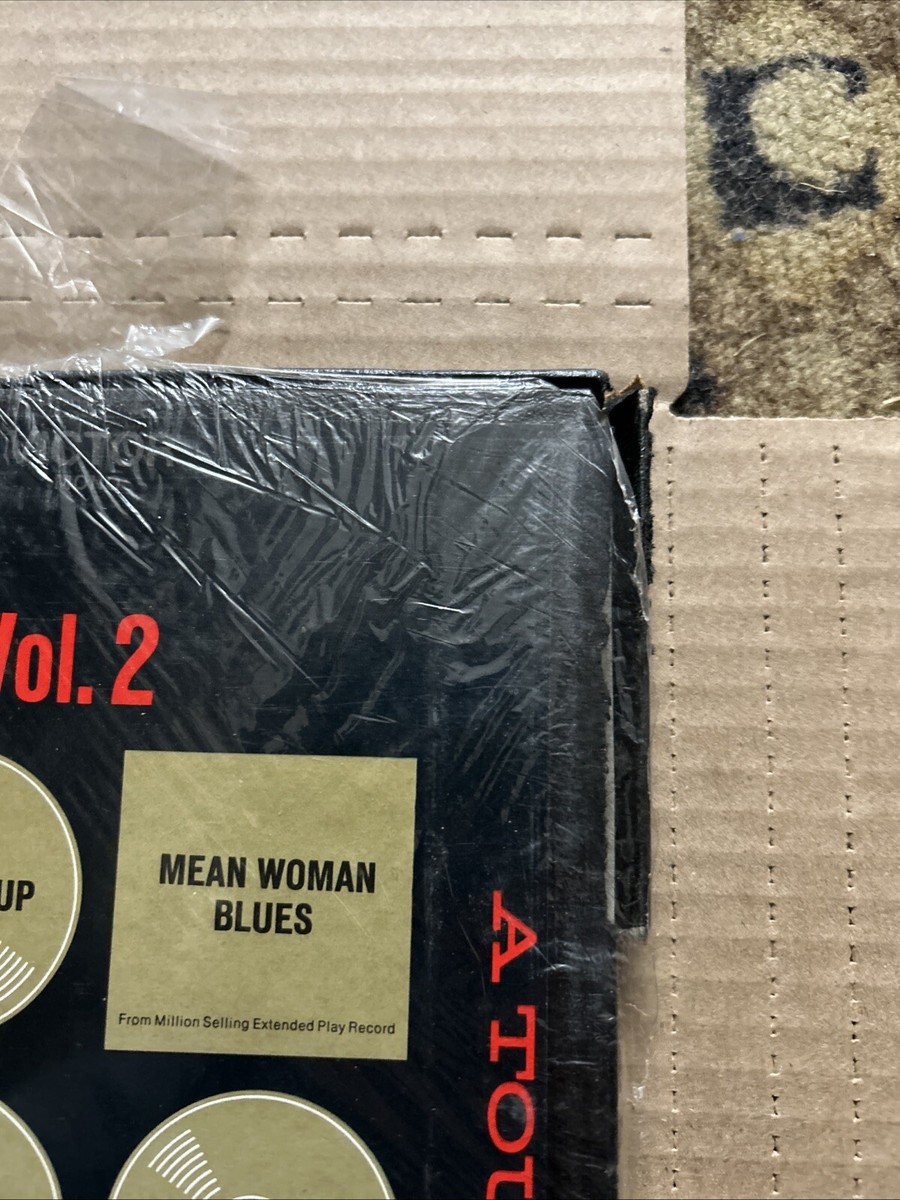 Vol. 2
UP
MEAN WOMAN
BLUES
From Million Selling Extended Play Record
A TOU